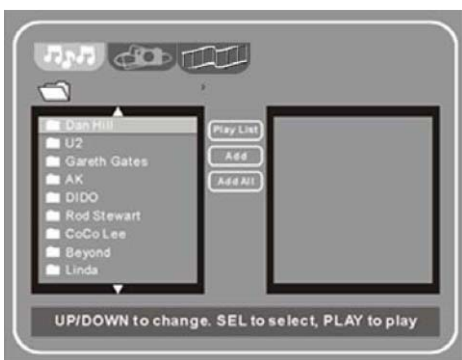 Dan Hill
U2
Gareth Gates
AK
DIDO
Rod Stewart
CoCo Lee
Beyond
Linda
Play List
Add
Add All
UP/DOWN to change. SEL to select, PLAY to play